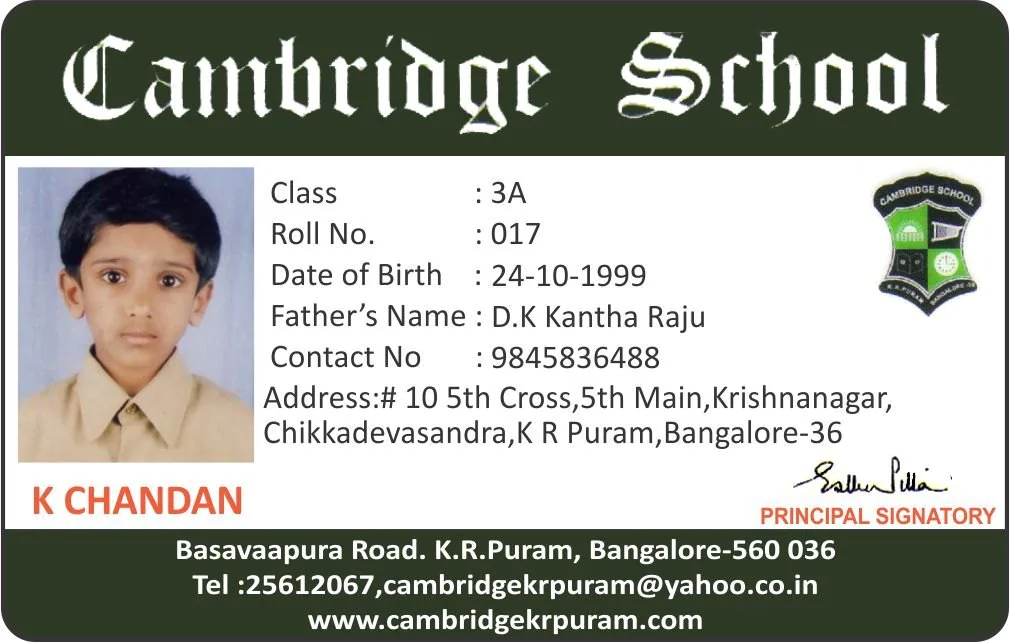 Cambridge School
Class : 3A
Roll No. : 017
Date of Birth : 24-10-1999
Father's Name : D.K Kantha Raju
Contact No : 9845836488
Address:# 10 5th Cross,5th Main,Krishnanagar,
Chikkadevasandra,K R Puram,Bangalore-36
CAMBRIDGE SCHOOL
K.R.PURAM BANGALORE-36
K CHANDAN
PRINCIPAL SIGNATORY
Basavaapura Road. K.R.Puram, Bangalore-560 036
Tel :25612067,cambridgekrpuram@yahoo.co.in
www.cambridgekrpuram.com